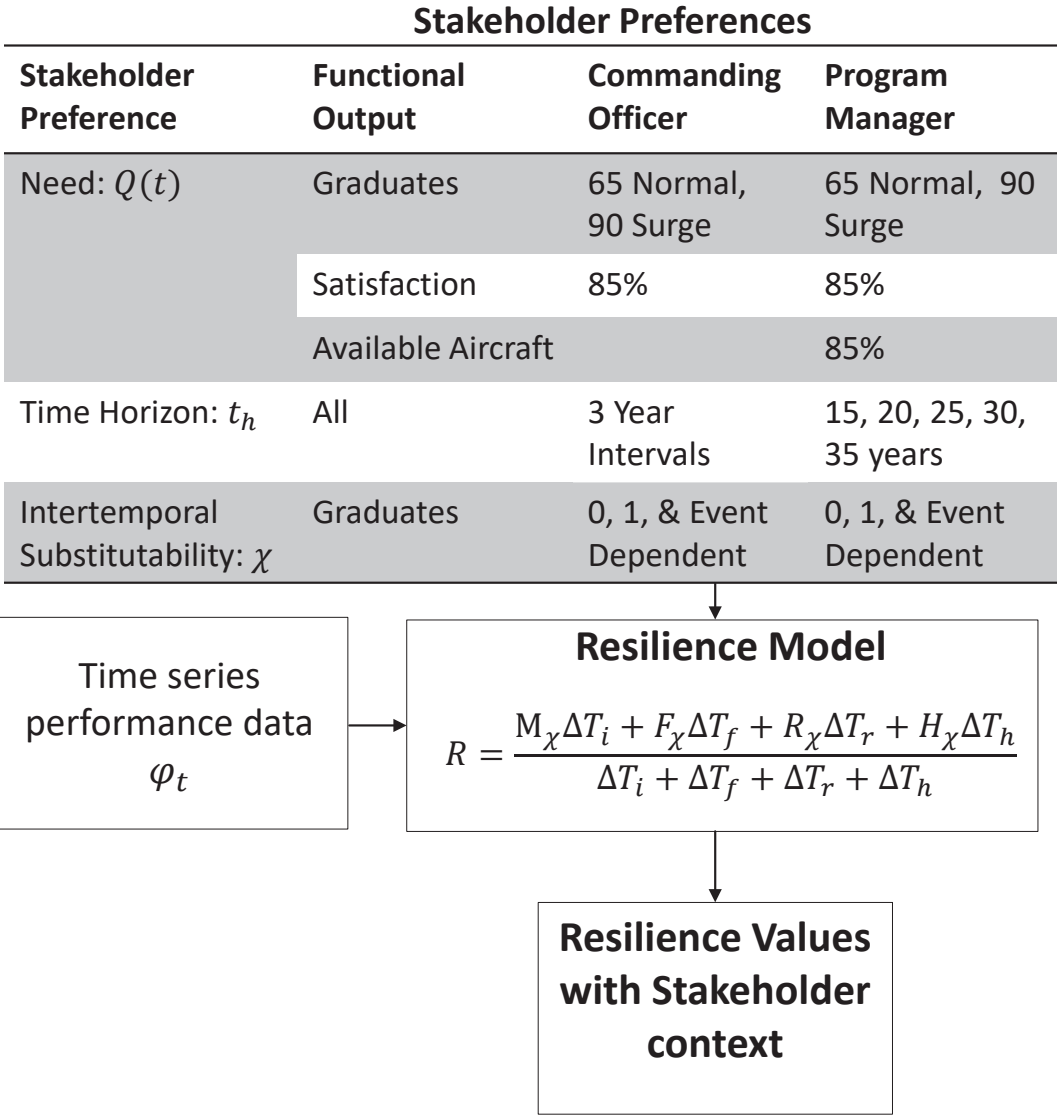 Stakeholder Preferences
Stakeholder Preference Functional Output Commanding Officer Program Manager
Need: Q(t) Graduates 65 Normal, 90 Surge 65 Normal, 90 Surge
Satisfaction 85% 85%
Available Aircraft 85%
Time Horizon: t_h All 3 Year Intervals 15, 20, 25, 30, 35 years
Intertemporal Substitutability: χ Graduates 0, 1, & Event Dependent 0, 1, & Event Dependent
Time series
performance data
φ_t
Resilience Model
R = (M_χΔT_i + F_χΔT_f + R_χΔT_r + H_χΔT_h) / (ΔT_i + ΔT_f + ΔT_r + ΔT_h)
Resilience Values
with Stakeholder
context